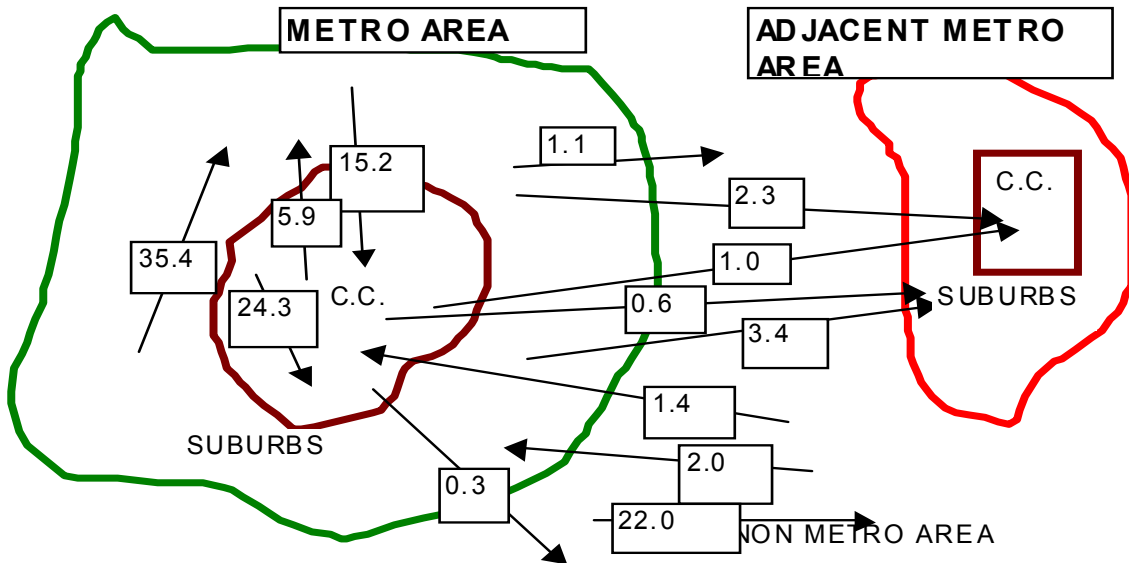 METRO AREA
ADJACENT METRO
AREA
1.1
15.2
C.C.
2.3
5.9
35.4
1.0
24.3
C.C.
0.6
SUBURBS
3.4
1.4
SUBURBS
2.0
0.3
22.0
NON METRO AREA